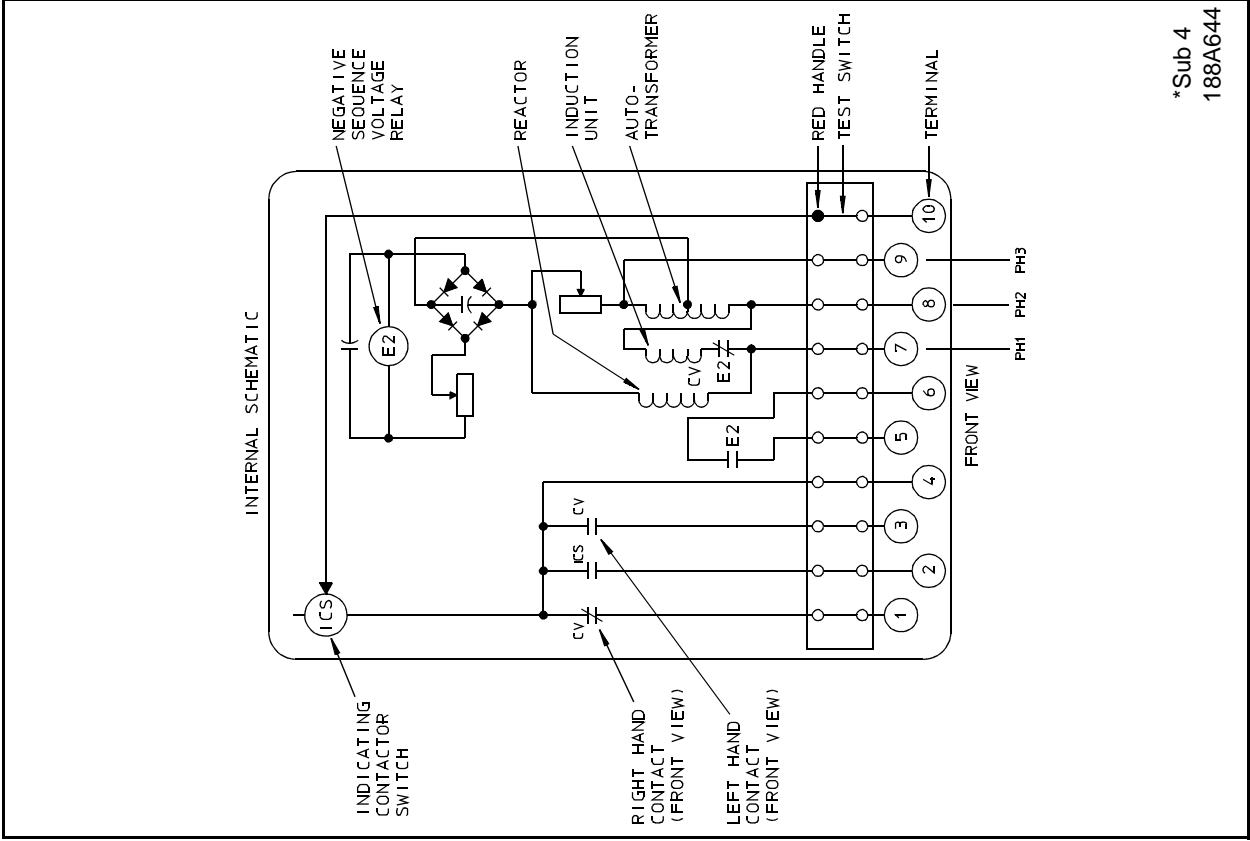 INTERNAL SCHEMATIC
NEGATIVE
SEQUENCE
VOLTAGE
RELAY
REACTOR
INDUCTION
UNIT
AUTO-
TRANSFORMER
RED HANDLE
TEST SWITCH
TERMINAL
INDICATING
CONTACTOR
SWITCH
RIGHT HAND
CONTACT
(FRONT VIEW)
LEFT HAND
CONTACT
(FRONT VIEW)
ICS
E2
CV
ICS
CV
E2
CV
E2
1
2
3
4
5
6
7
8
9
10
FRONT VIEW
PH1
PH2
PH3
*Sub 4
188A644